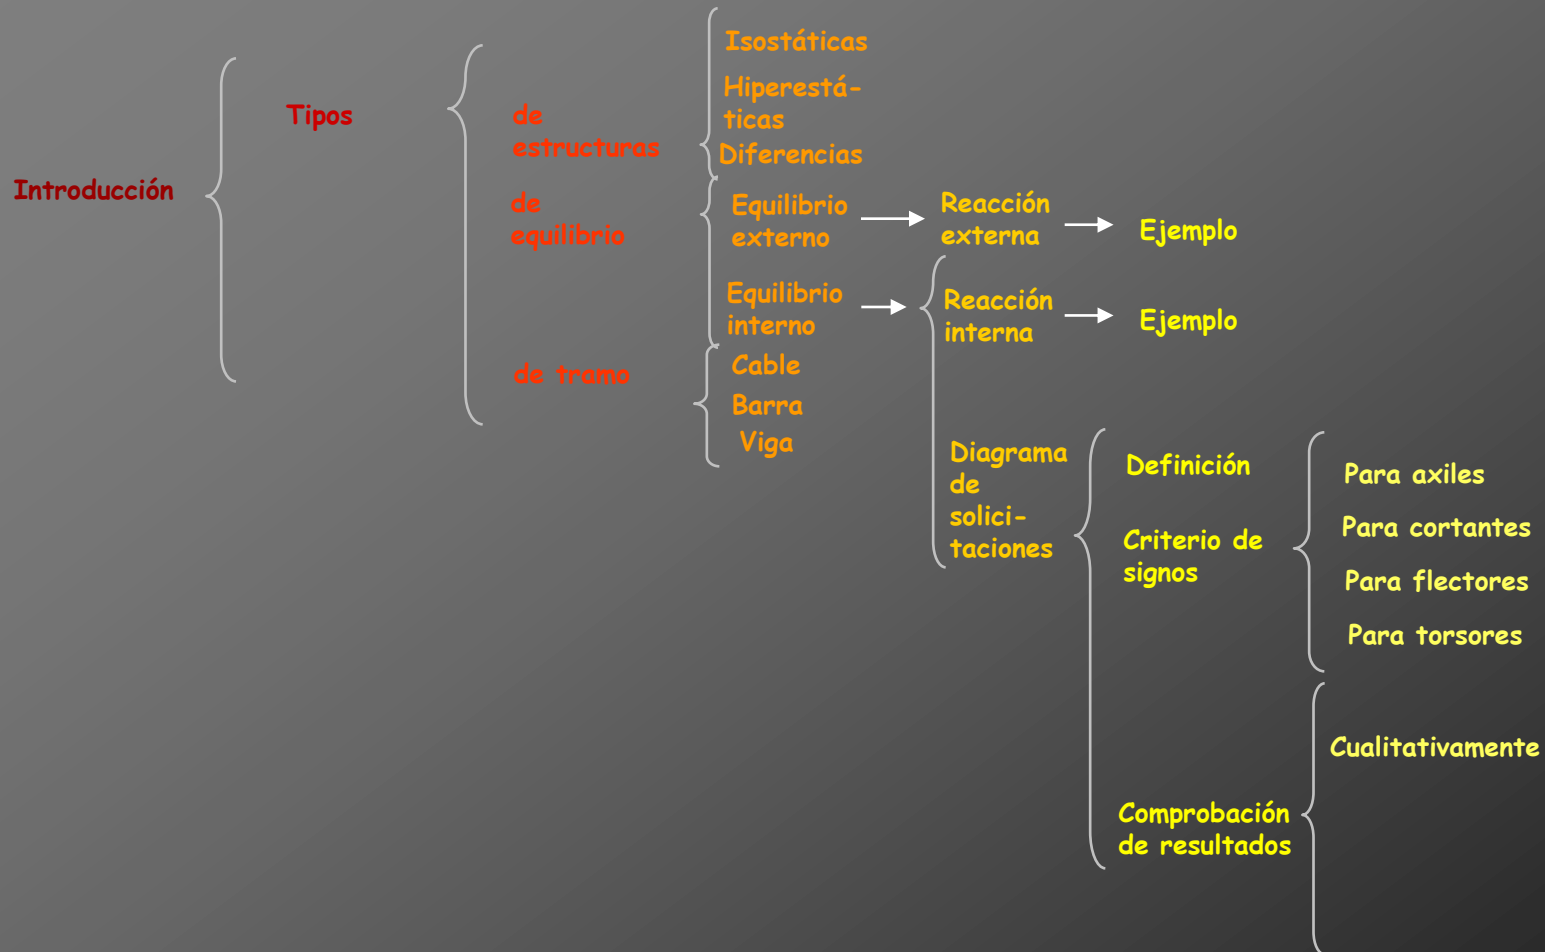 Introducción
Tipos
de
estructuras
Isostáticas
Hiperestá-
ticas
Diferencias
de
equilibrio
Equilibrio
externo
Reacción
externa
Ejemplo
Equilibrio
interno
Reacción
interna
Ejemplo
Diagrama
de
solici-
taciones
Definición
Criterio de
signos
Para axiles
Para cortantes
Para flectores
Para torsores
Comprobación
de resultados
Cualitativamente
de tramo
Cable
Barra
Viga